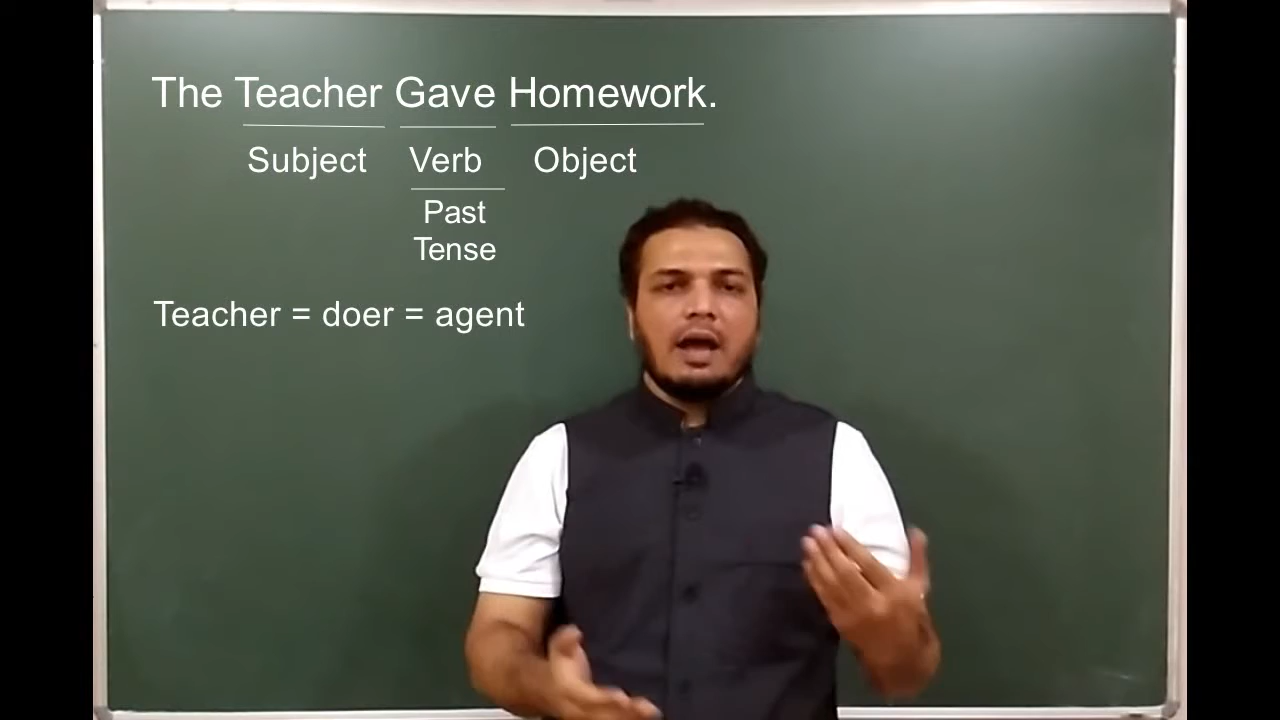 The Teacher Gave Homework.
Subject Verb Object
Past
Tense
Teacher = doer = agent